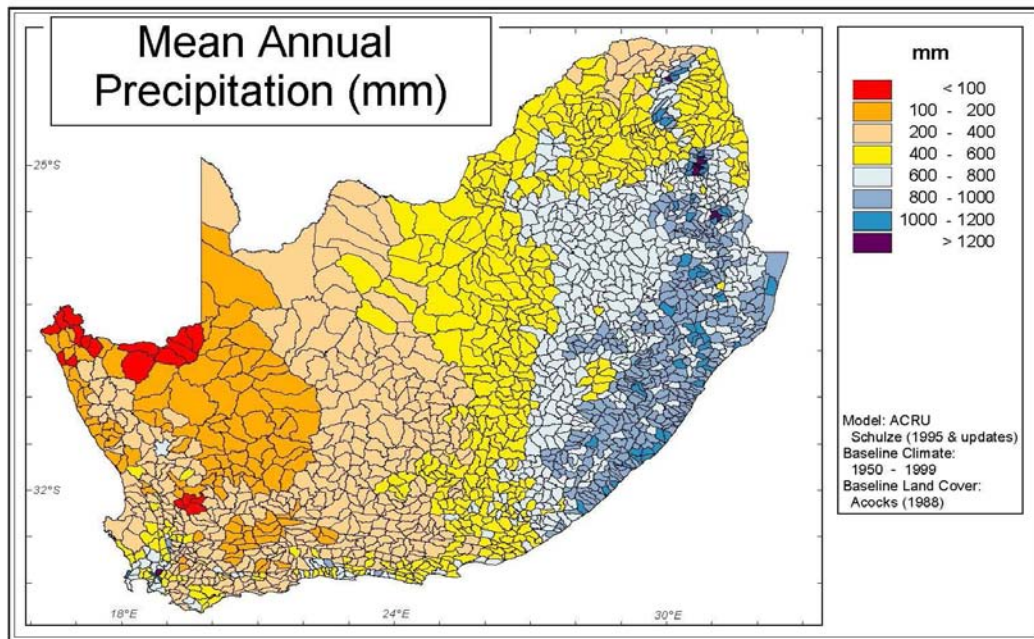 Mean Annual
Precipitation (mm)
mm
< 100
100 - 200
200 - 400
400 - 600
600 - 800
800 - 1000
1000 - 1200
> 1200
25°S
32°S
Model: ACRU
Schulze (1995 & updates)
Baseline Climate:
1950 - 1999
Baseline Land Cover:
Acocks (1988)
18°E
24°E
30°E